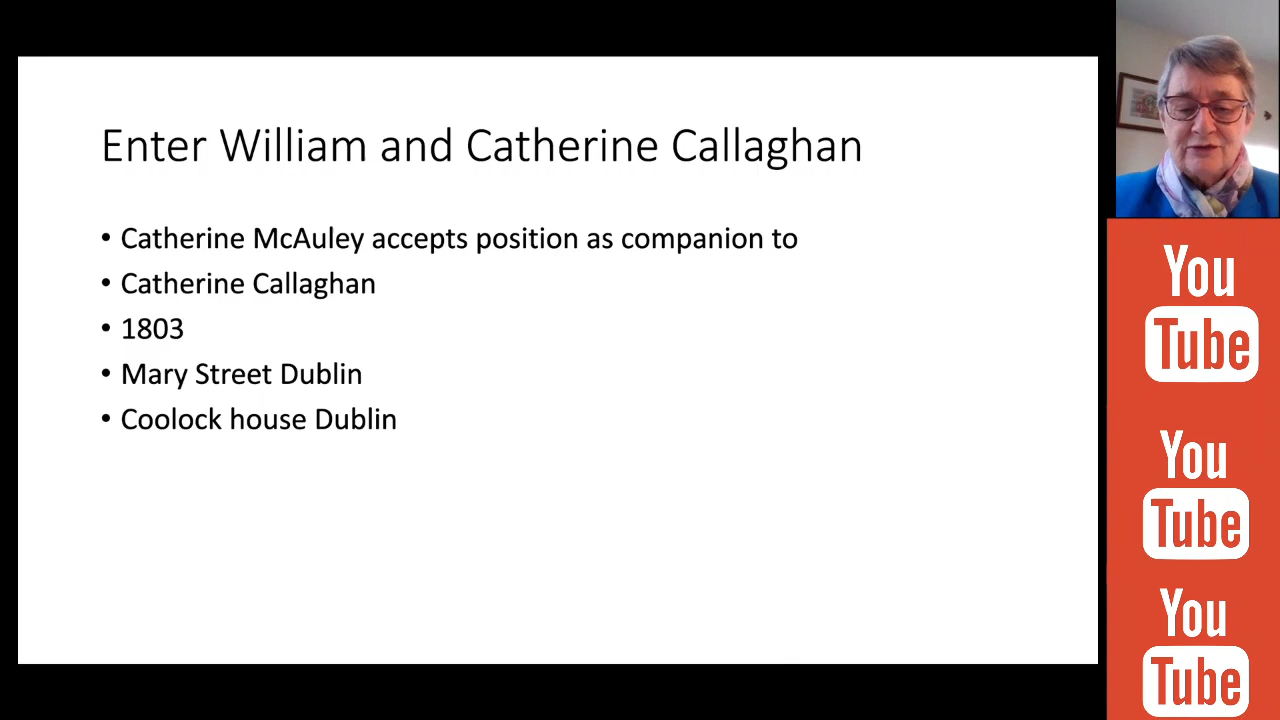 Enter William and Catherine Callaghan
• Catherine McAuley accepts position as companion to
• Catherine Callaghan
• 1803
• Mary Street Dublin
• Coolock house Dublin
You
Tube
You
Tube
You
Tube